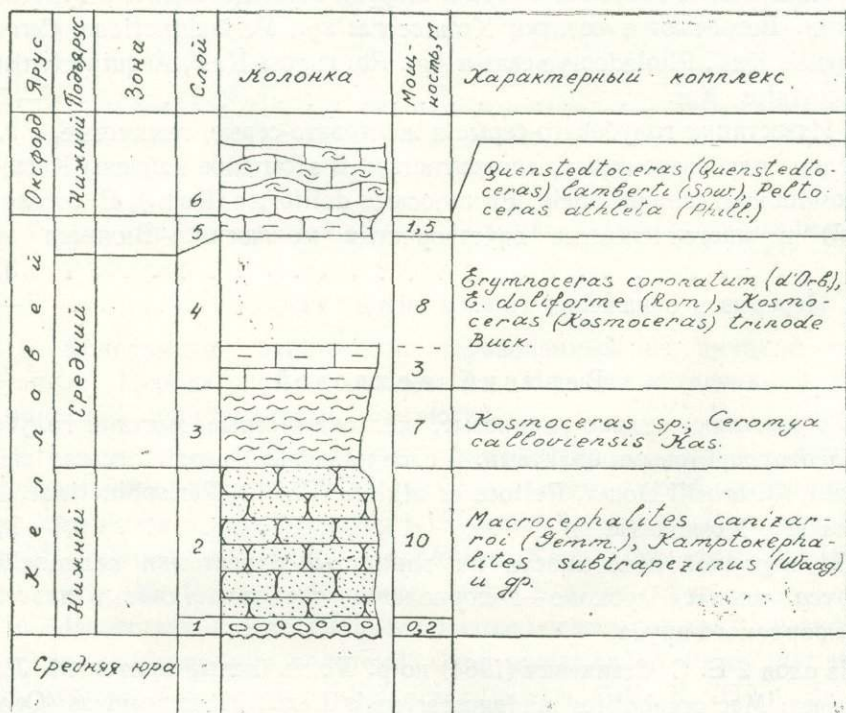 Ярус
Подъярус
Зона
Слой
Колонка
Мощ-
ность, м
Характерный комплекс
Оксфорд
Нижний
6
Quenstedtoceras (Quenstedto-
ceras) lamberti (Sow.), Pelto-
ceras athleta (Phill.)
5
1,5
Келловей
Средний
4
8
Erymnoceras coronatum (d'Orb),
E. doliforme (Rom), Kosmo-
ceras (Kosmoceras) trinode
Buck.
3
3
7
Kosmoceras sp, Ceromya
calloviensis Kas.
Нижний
2
10
Macrocephalites canizar-
roi (Gemm.), Kamptokepha-
lites subtrapezinus (Waag)
и др.
1
0,2
Средняя юра